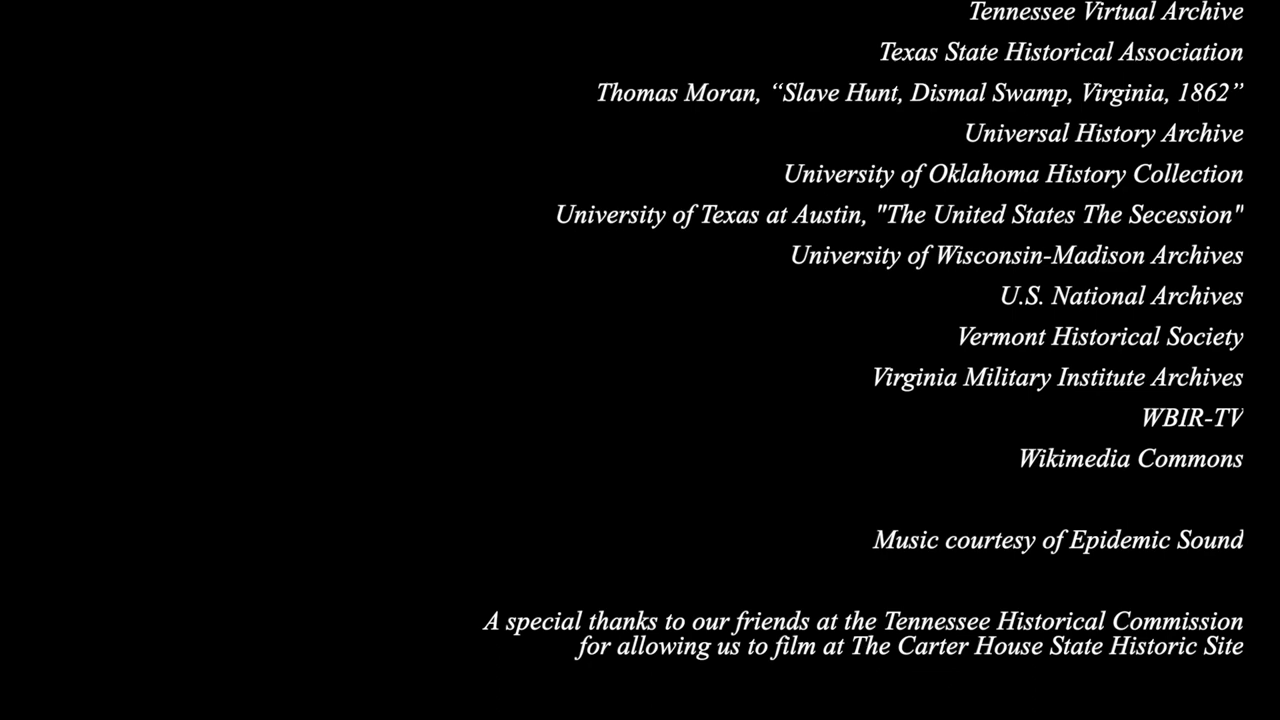 Tennessee Virtual Archive
Texas State Historical Association
Thomas Moran, “Slave Hunt, Dismal Swamp, Virginia, 1862”
Universal History Archive
University of Oklahoma History Collection
University of Texas at Austin, "The United States The Secession"
University of Wisconsin-Madison Archives
U.S. National Archives
Vermont Historical Society
Virginia Military Institute Archives
WBIR-TV
Wikimedia Commons
Music courtesy of Epidemic Sound
A special thanks to our friends at the Tennessee Historical Commission
for allowing us to film at The Carter House State Historic Site